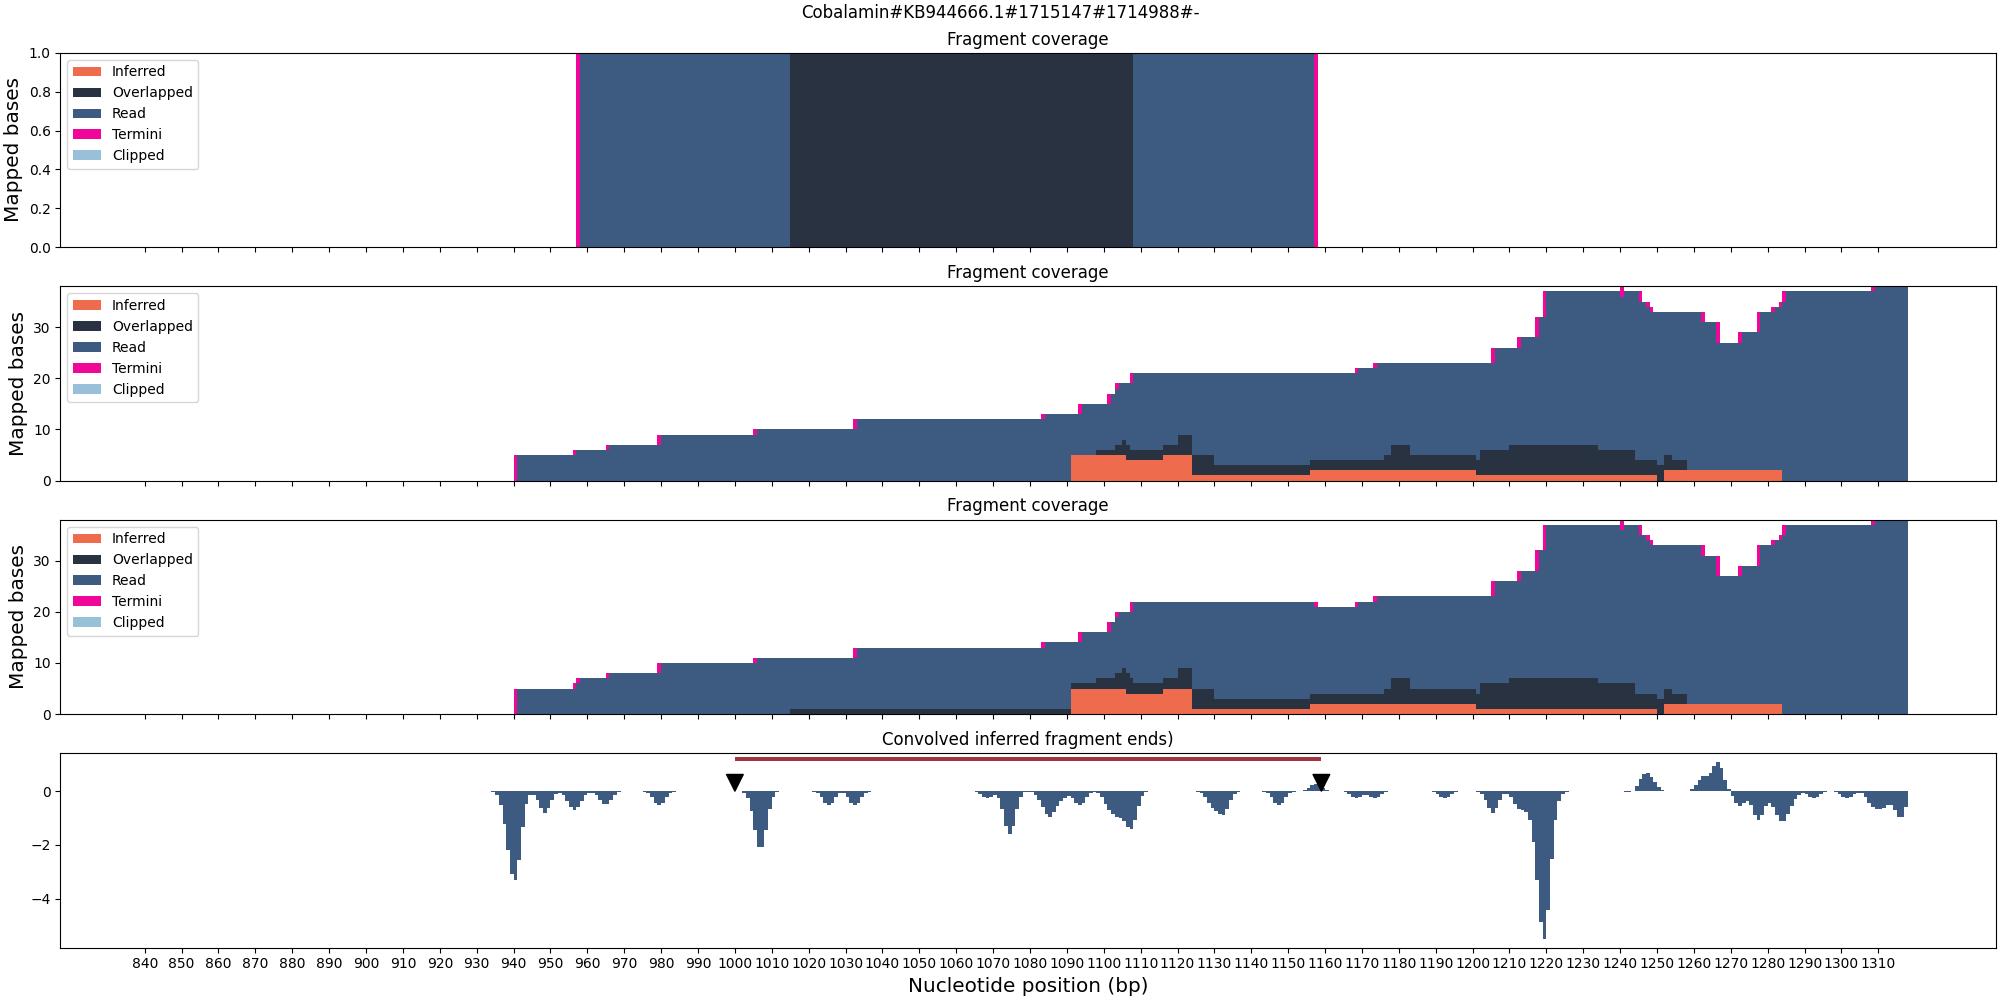 Cobalamin#KB944666.1#1715147#1714988#-
Fragment coverage
Mapped bases
1.0
0.8
0.6
0.4
0.2
0.0
Inferred
Overlapped
Read
Termini
Clipped
Fragment coverage
Mapped bases
30
20
10
0
Inferred
Overlapped
Read
Termini
Clipped
Fragment coverage
Mapped bases
30
20
10
0
Inferred
Overlapped
Read
Termini
Clipped
Convolved inferred fragment ends)
0
−2
−4
840 850 860 870 880 890 900 910 920 930 940 950 960 970 980 990 1000 1010 1020 1030 1040 1050 1060 1070 1080 1090 1100 1110 1120 1130 1140 1150 1160 1170 1180 1190 1200 1210 1220 1230 1240 1250 1260 1270 1280 1290 1300 1310
Nucleotide position (bp)